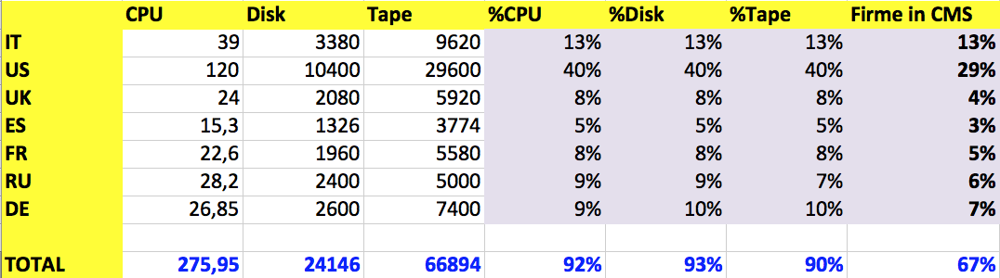 CPU Disk Tape %CPU %Disk %Tape Firme in CMS
IT 39 3380 9620 13% 13% 13% 13%
US 120 10400 29600 40% 40% 40% 29%
UK 24 2080 5920 8% 8% 8% 4%
ES 15,3 1326 3774 5% 5% 5% 3%
FR 22,6 1960 5580 8% 8% 8% 5%
RU 28,2 2400 5000 9% 9% 7% 6%
DE 26,85 2600 7400 9% 10% 10% 7%
TOTAL 275,95 24146 66894 92% 93% 90% 67%